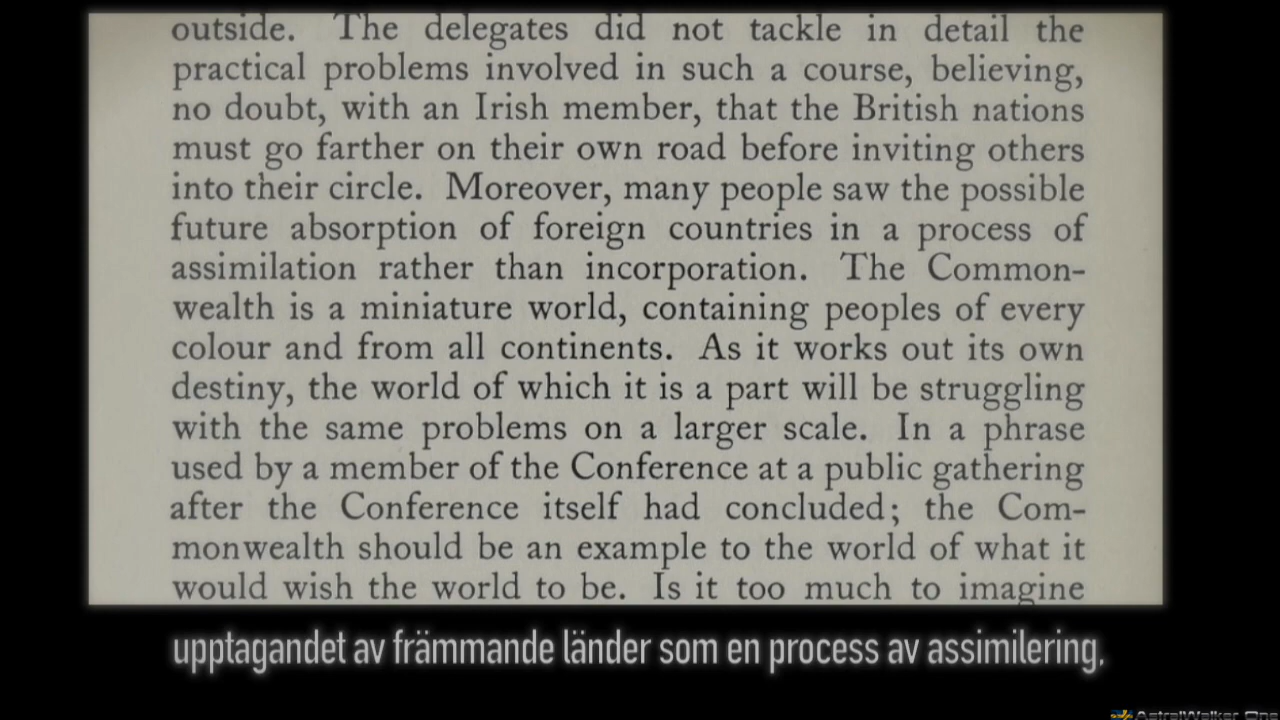 outside. The delegates did not tackle in detail the
practical problems involved in such a course, believing,
no doubt, with an Irish member, that the British nations
must go farther on their own road before inviting others
into their circle. Moreover, many people saw the possible
future absorption of foreign countries in a process of
assimilation rather than incorporation. The Common-
wealth is a miniature world, containing peoples of every
colour and from all continents. As it works out its own
destiny, the world of which it is a part will be struggling
with the same problems on a larger scale. In a phrase
used by a member of the Conference at a public gathering
after the Conference itself had concluded; the Com-
monwealth should be an example to the world of what it
would wish the world to be. Is it too much to imagine
upptagandet av främmande länder som en process av assimilering,
AstralWalker One